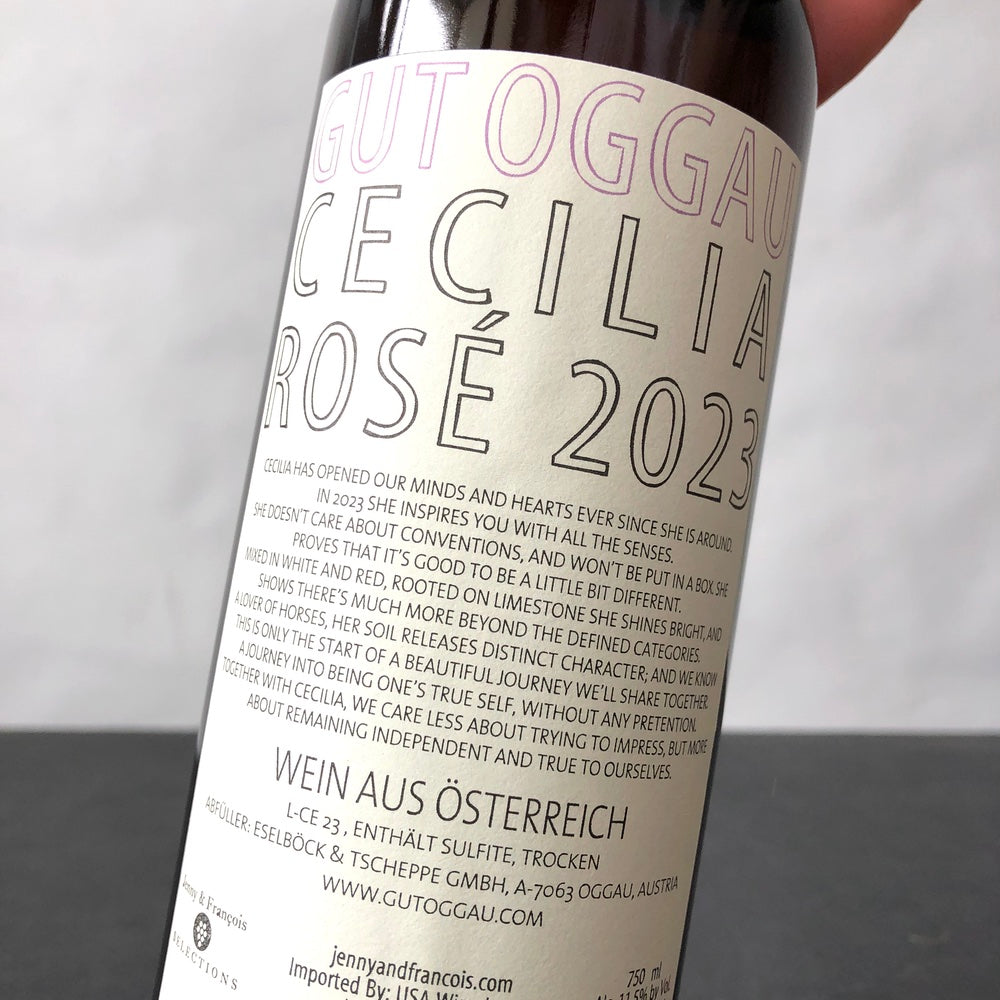 GUT OGGAU
CECILIA
ROSÉ 2023
CECILIA HAS OPENED OUR MINDS AND HEARTS EVER SINCE SHE IS AROUND.
IN 2023 SHE INSPIRES YOU WITH ALL THE SENSES.
SHE DOESN'T CARE ABOUT CONVENTIONS, AND WON'T BE PUT IN A BOX. SHE
PROVES THAT IT'S GOOD TO BE A LITTLE BIT DIFFERENT.
MIXED IN WHITE AND RED, ROOTED ON LIMESTONE SHE SHINES BRIGHT, AND
SHOWS THERE'S MUCH MORE BEYOND THE DEFINED CATEGORIES.
A LOVER OF HORSES, HER SOIL RELEASES DISTINCT CHARACTER; AND WE KNOW
THIS IS ONLY THE START OF A BEAUTIFUL JOURNEY WE'LL SHARE TOGETHER.
A JOURNEY INTO BEING ONE'S TRUE SELF, WITHOUT ANY PRETENTION.
TOGETHER WITH CECILIA, WE CARE LESS ABOUT TRYING TO IMPRESS, BUT MORE
ABOUT REMAINING INDEPENDENT AND TRUE TO OURSELVES.
WEIN AUS ÖSTERREICH
L-CE 23 , ENTHÄLT SULFITE, TROCKEN
ABFÜLLER: ESELBÖCK & TSCHEPPE GMBH, A-7063 OGGAU, AUSTRIA
WWW.GUTOGGAU.COM
Jenny & François
SELECTIONS
jennyandfrancois.com
Imported By: USA
750 ml
11.5% by Vol.